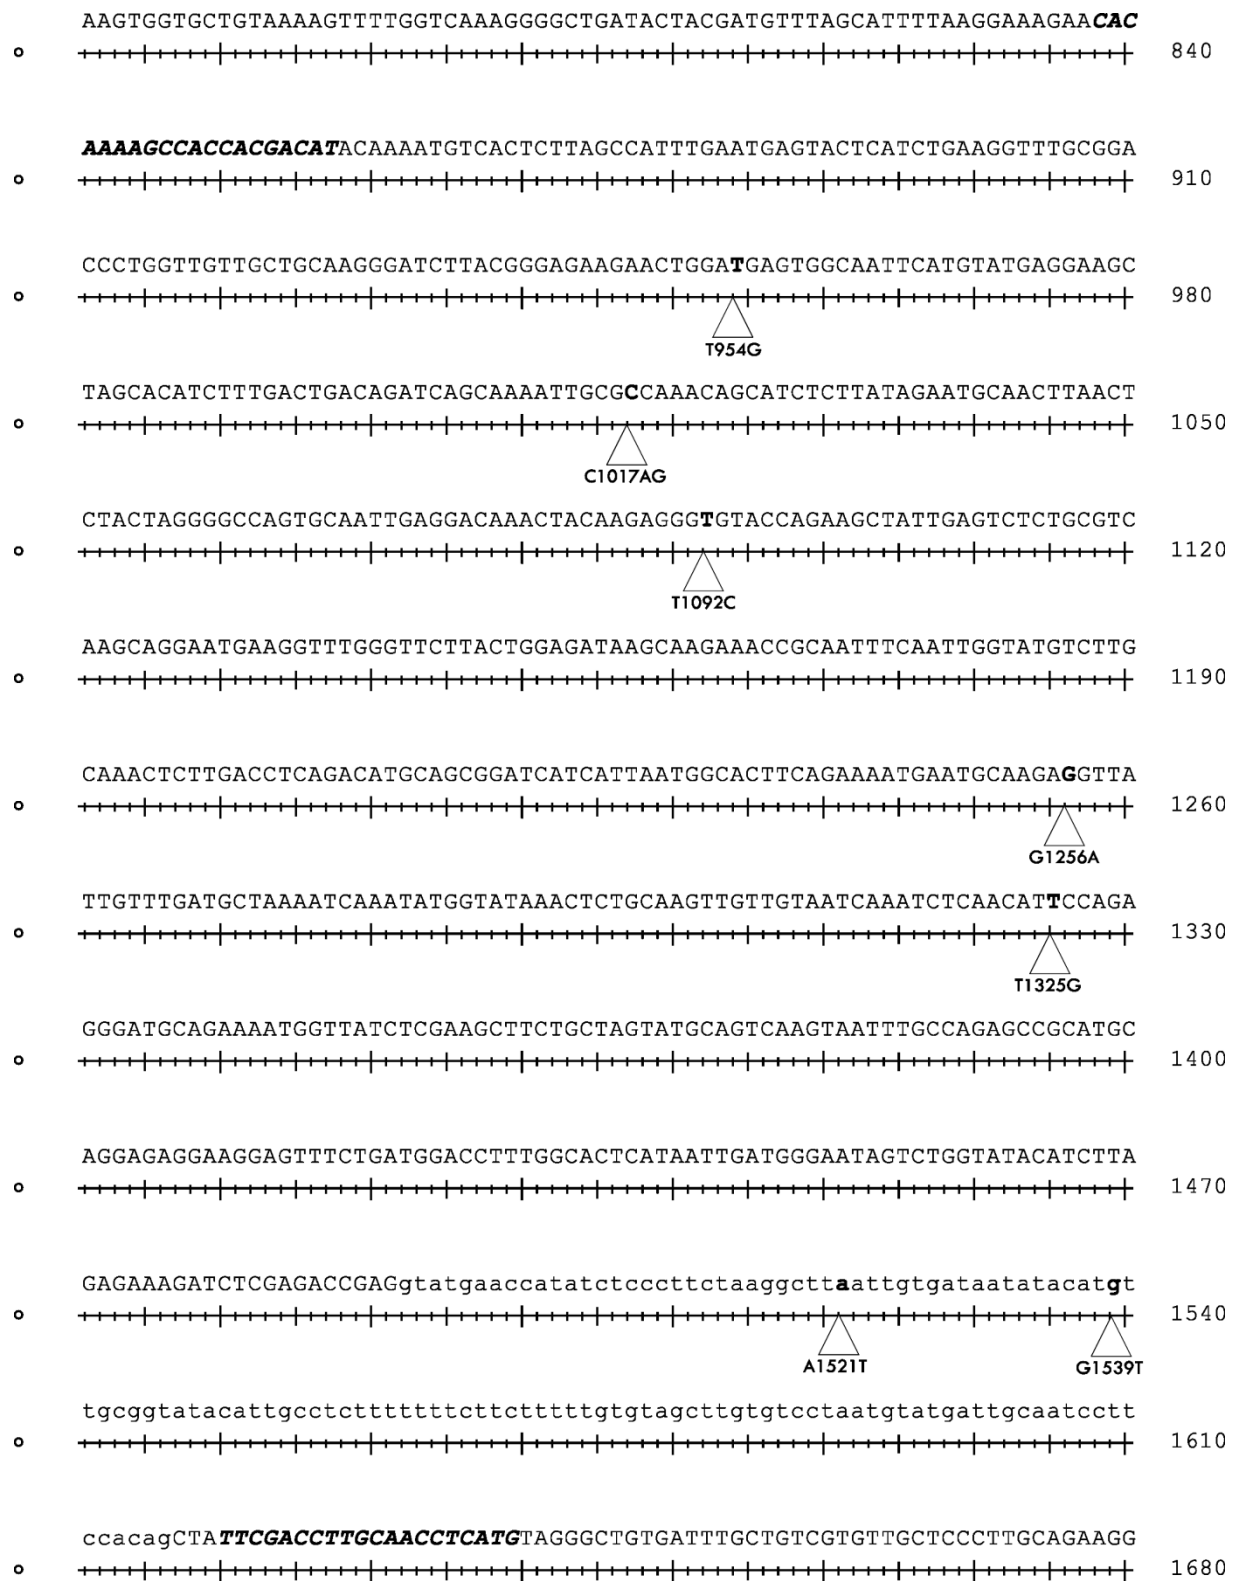 AAGTGGTGCTGTAAAAGTTTTGGTCAAAGGGGCTGATACTACGATGTTTAGCATTTTAAGGAAAGAACAC
840
AAAAGCCACCACGACATACAAAATGTCACTCTTAGCCATTTGAATGAGTACTCATCTGAAGGTTTGCGGA
910
CCCTGGTTGTTGCTGCAAGGGATCTTACGGGAGAAGAACTGGATGAGTGGCAATTCATGTATGAGGAAGC
980
T954G
TAGCACATCTTTGACTGACAGATCAGCAAAATTGCGCCAAACAGCATCTCTTATAGAATGCAACTTAACT
1050
C1017AG
CTACTAGGGGCCAGTGCAATTGAGGACAAACTACAAGAGGGTGTACCAGAAGCTATTGAGTCTCTGCGTC
1120
T1092C
AAGCAGGAATGAAGGTTTGGGTTCTTACTGGAGATAAGCAAGAAACCGCAATTTCAATTGGTATGTCTTG
1190
CAAACTCTTGACCTCAGACATGCAGCGGATCATCATTAATGGCACTTCAGAAAATGAATGCAAGAGGTTA
1260
G1256A
TTGTTTGATGCTAAAATCAAATATGGTATAAACTCTGCAAGTTGTTGTAATCAAATCTCAACATTCCAGA
1330
T1325G
GGGATGCAGAAAATGGTTATCTCGAAGCTTCTGCTAGTATGCAGTCAAGTAATTTGCCAGAGCCGCATGC
1400
AGGAGAGGAAGGAGTTTCTGATGGACCTTTGGCACTCATAATTGATGGGAATAGTCTGGTATACATCTTA
1470
GAGAAAGATCTCGAGACCGAGgtatgaaccatatctcccttctaaggcttaattgtgataatatacatgt
1540
A1521T G1539T
tgcggtatacattgcctctttttttcttctttttgtgtagcttgtgtcctaatgtatgattgcaatcctt
1610
ccacagCTATTCGACCTTGCAACCTCATGTAGGGCTGTGATTTGCTGTCGTGTTGCTCCCTTGCAGAAGG
1680